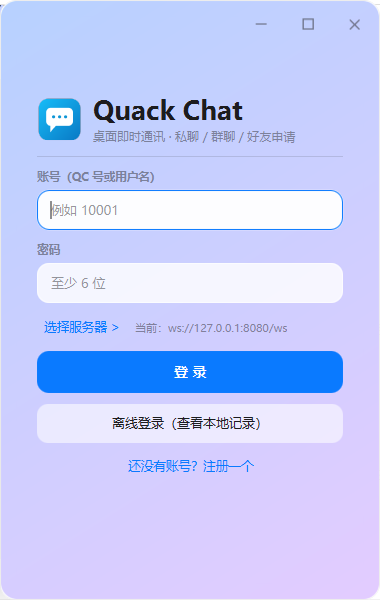 Quack Chat
桌面即时通讯 · 私聊 / 群聊 / 好友申请
账号（QC 号或用户名）
例如 10001
密码
至少 6 位
选择服务器 > 当前：ws://127.0.0.1:8080/ws
登 录
离线登录（查看本地记录）
还没有账号？注册一个